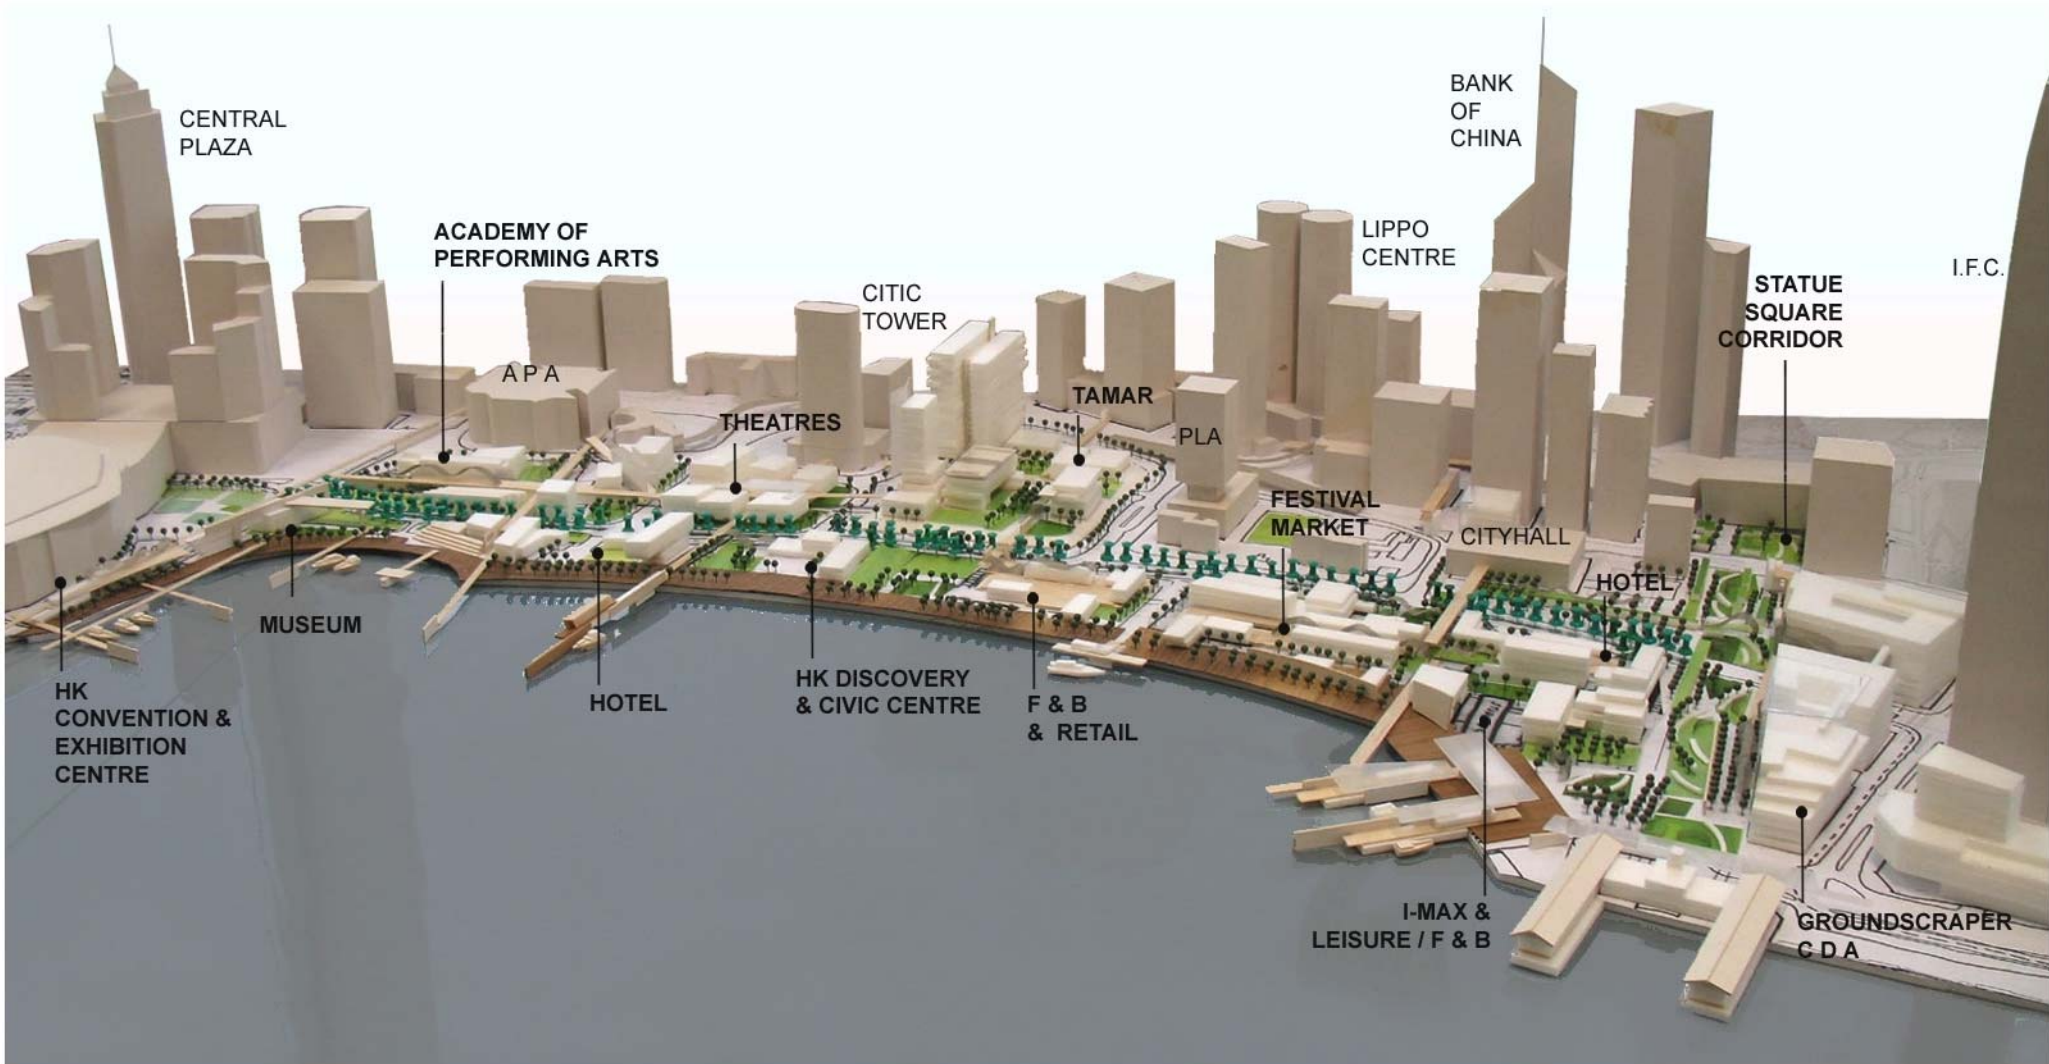 CENTRAL
PLAZA
ACADEMY OF
PERFORMING ARTS
A P A
CITIC
TOWER
THEATRES
TAMAR
PLA
LIPPO
CENTRE
BANK
OF
CHINA
STATUE
SQUARE
CORRIDOR
I.F.C.
FESTIVAL
MARKET
CITYHALL
HOTEL
MUSEUM
HK
CONVENTION &
EXHIBITION
CENTRE
HOTEL
HK DISCOVERY
& CIVIC CENTRE
F & B
& RETAIL
I-MAX &
LEISURE / F & B
GROUNDSCRAPER
C D A